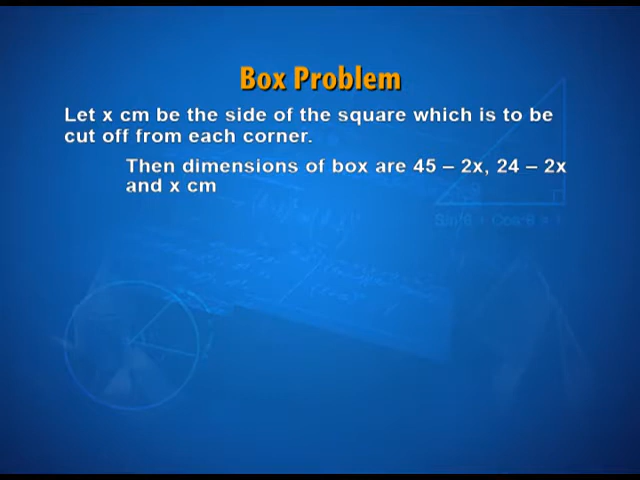 Box Problem
Let x cm be the side of the square which is to be
cut off from each corner.
Then dimensions of box are 45 – 2x, 24 – 2x
and x cm